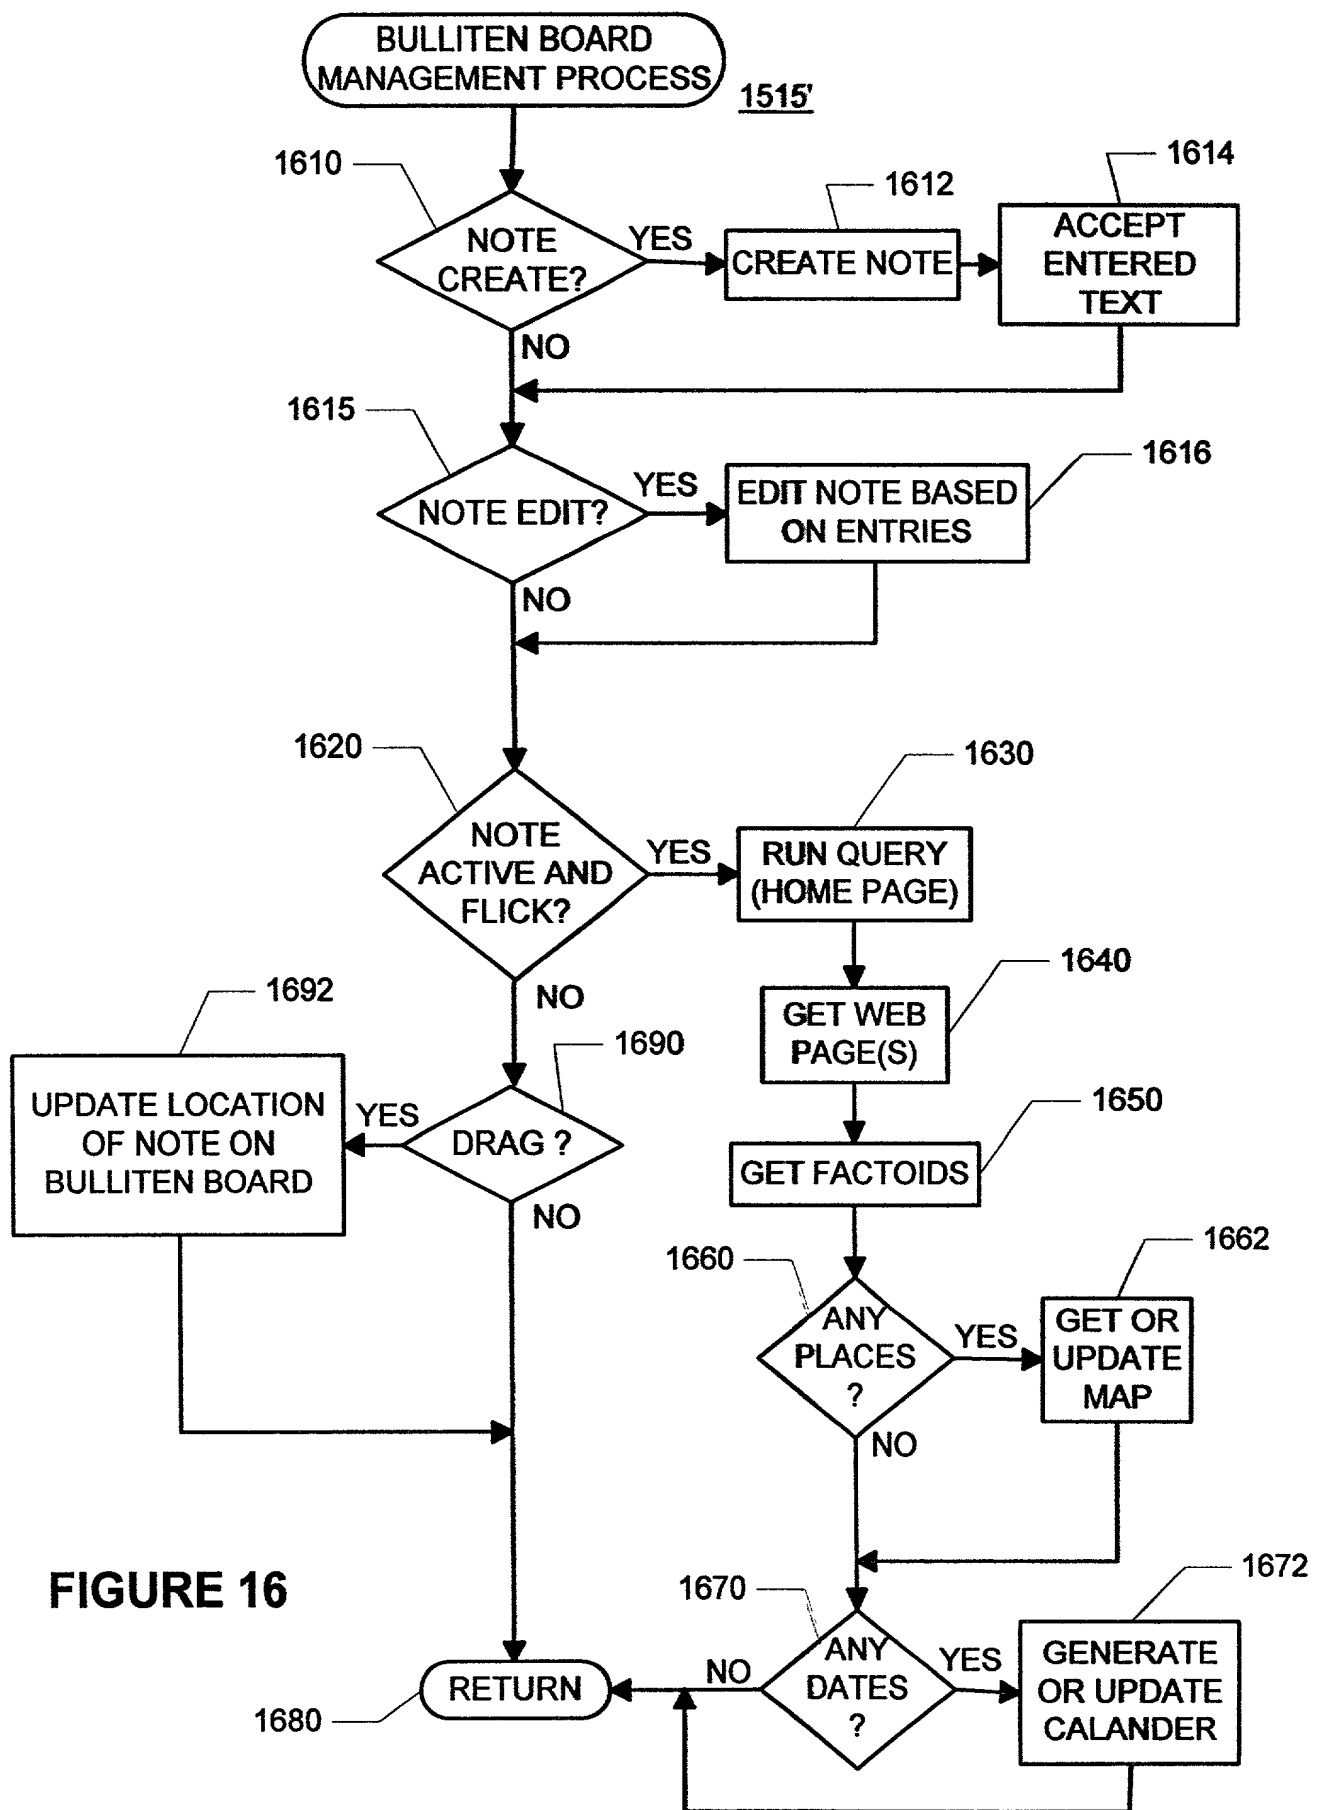 BULLITEN BOARD
MANAGEMENT PROCESS
1515'
1610
NOTE
CREATE?
YES
1612
CREATE NOTE
1614
ACCEPT
ENTERED
TEXT
NO
1615
NOTE EDIT?
YES
1616
EDIT NOTE BASED
ON ENTRIES
NO
1620
NOTE
ACTIVE AND
FLICK?
YES
1630
RUN QUERY
(HOME PAGE)
NO
1640
GET WEB
PAGE(S)
1692
UPDATE LOCATION
OF NOTE ON
BULLITEN BOARD
YES
1690
DRAG ?
NO
1650
GET FACTOIDS
1660
ANY
PLACES
?
YES
1662
GET OR
UPDATE
MAP
NO
FIGURE 16
1670
ANY
DATES
?
YES
1672
GENERATE
OR UPDATE
CALANDER
NO
RETURN
1680